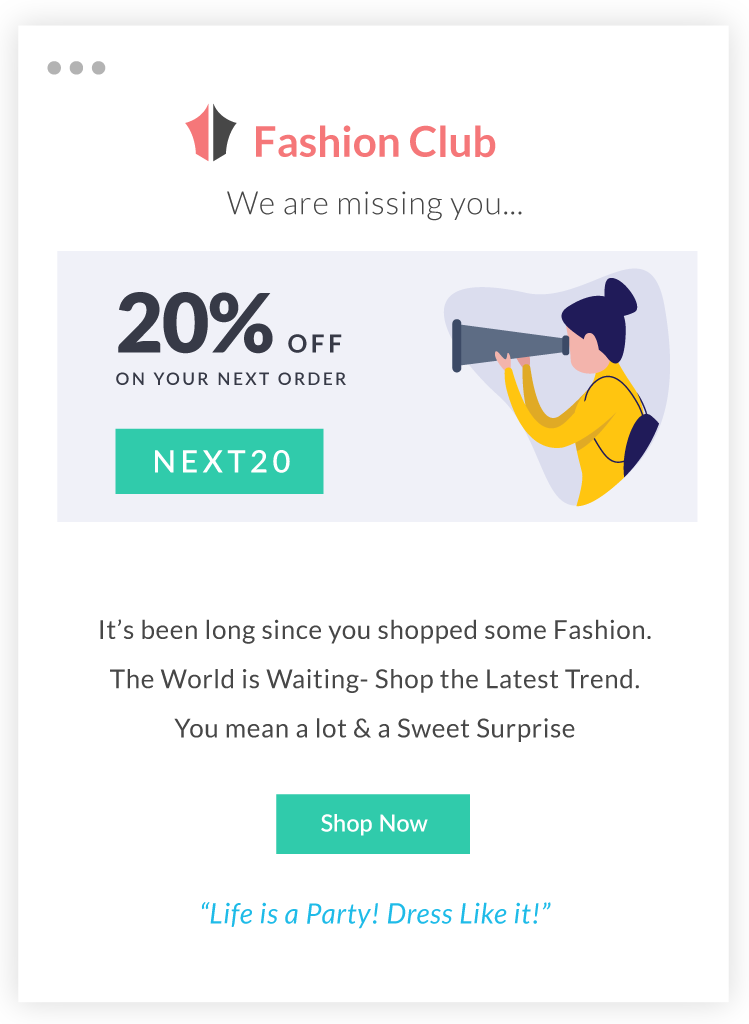 Fashion Club
We are missing you...
20% OFF
ON YOUR NEXT ORDER
NEXT20
It’s been long since you shopped some Fashion.
The World is Waiting- Shop the Latest Trend.
You mean a lot & a Sweet Surprise
Shop Now
“Life is a Party! Dress Like it!”